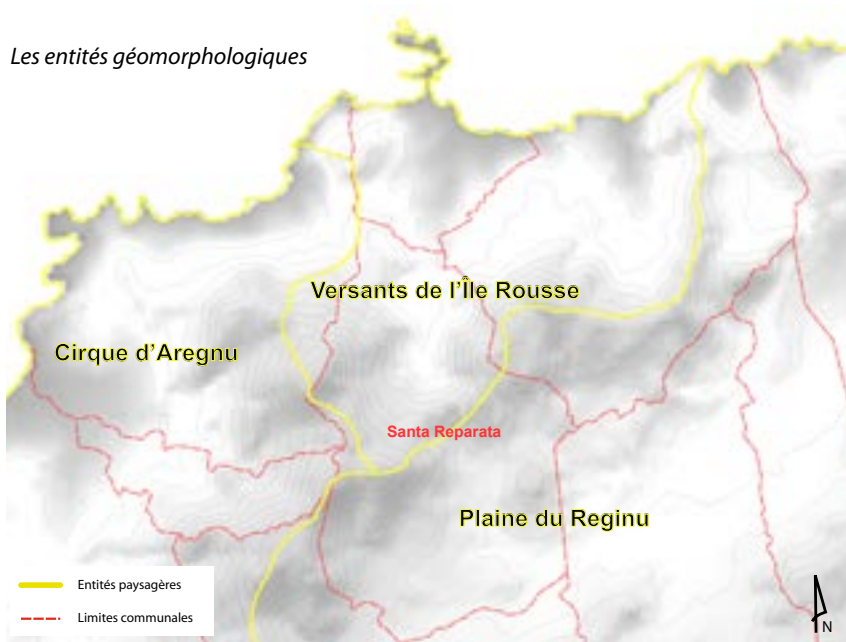 Les entités géomorphologiques
Versants de l'Île Rousse
Cirque d'Aregnu
Santa Reparata
Plaine du Reginu
Entités paysagères
Limites communales
N